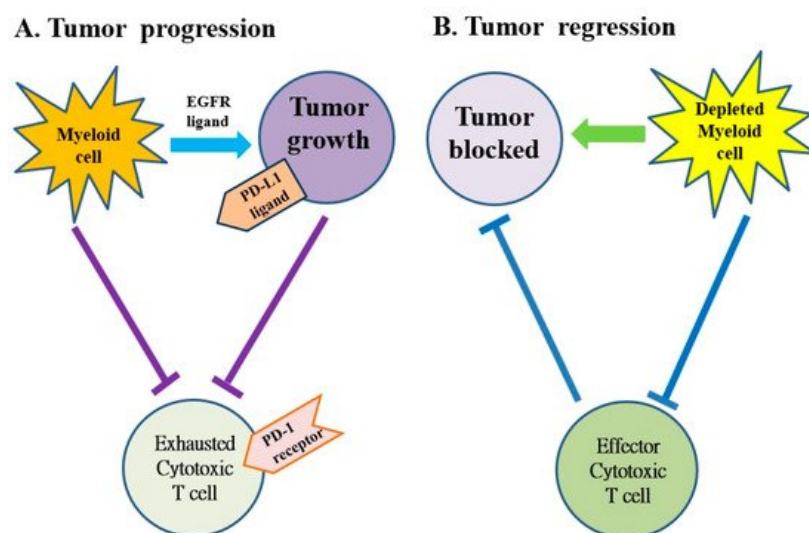 A. Tumor progression
Myeloid
cell
EGFR
ligand
Tumor
growth
PD-L1
ligand
Exhausted
Cytotoxic
T cell
PD-1
receptor
B. Tumor regression
Tumor
blocked
Depleted
Myeloid
cell
Effector
Cytotoxic
T cell